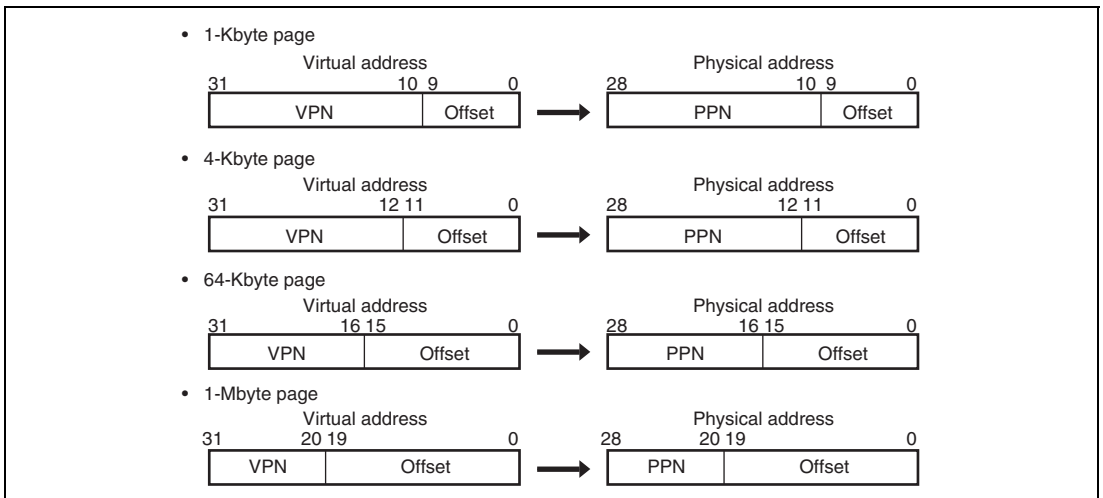 • 1-Kbyte page
Virtual address Physical address
31 10 9 0 28 10 9 0
VPN Offset PPN Offset
• 4-Kbyte page
Virtual address Physical address
31 12 11 0 28 12 11 0
VPN Offset PPN Offset
• 64-Kbyte page
Virtual address Physical address
31 16 15 0 28 16 15 0
VPN Offset PPN Offset
• 1-Mbyte page
Virtual address Physical address
31 20 19 0 28 20 19 0
VPN Offset PPN Offset